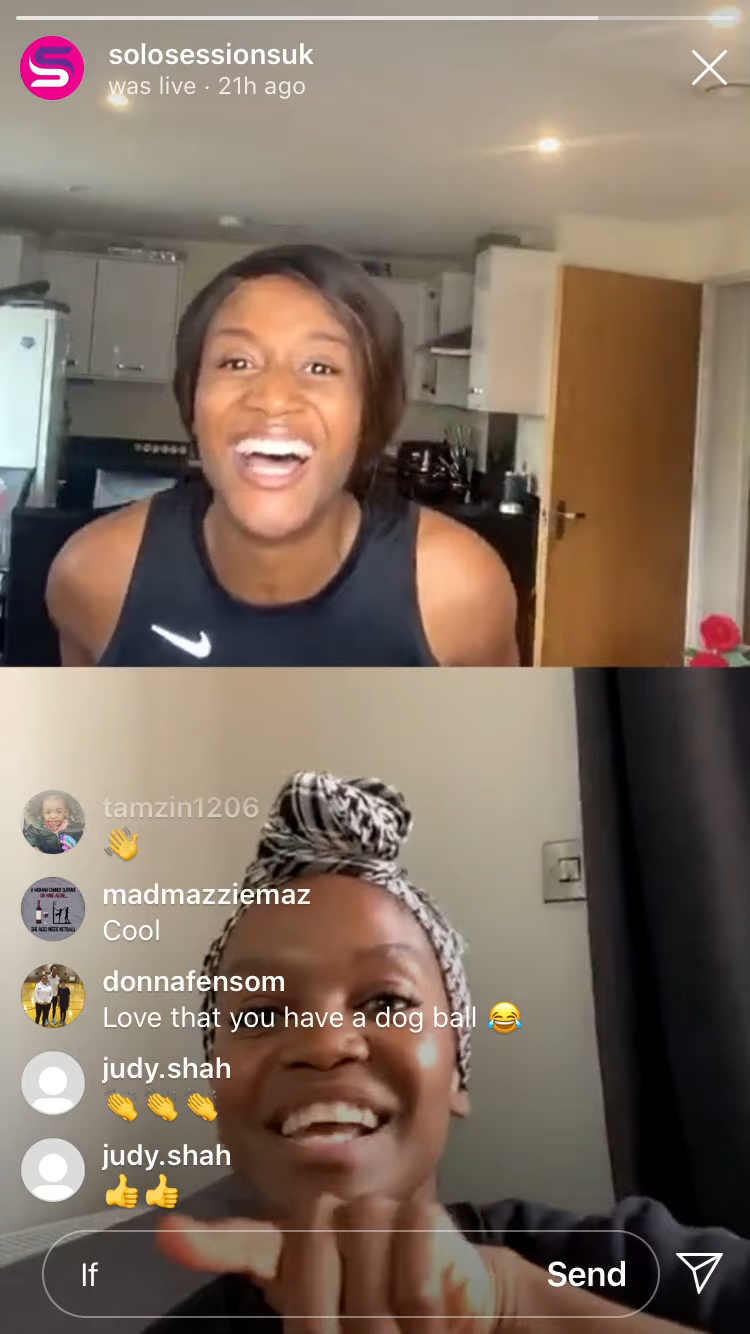 solosessionsuk
was live · 21h ago
tamzin1206
👋
madmazziemaz
Cool
donnafensom
Love that you have a dog ball 😂
judy.shah
👏👏👏
judy.shah
👍👍
If
Send